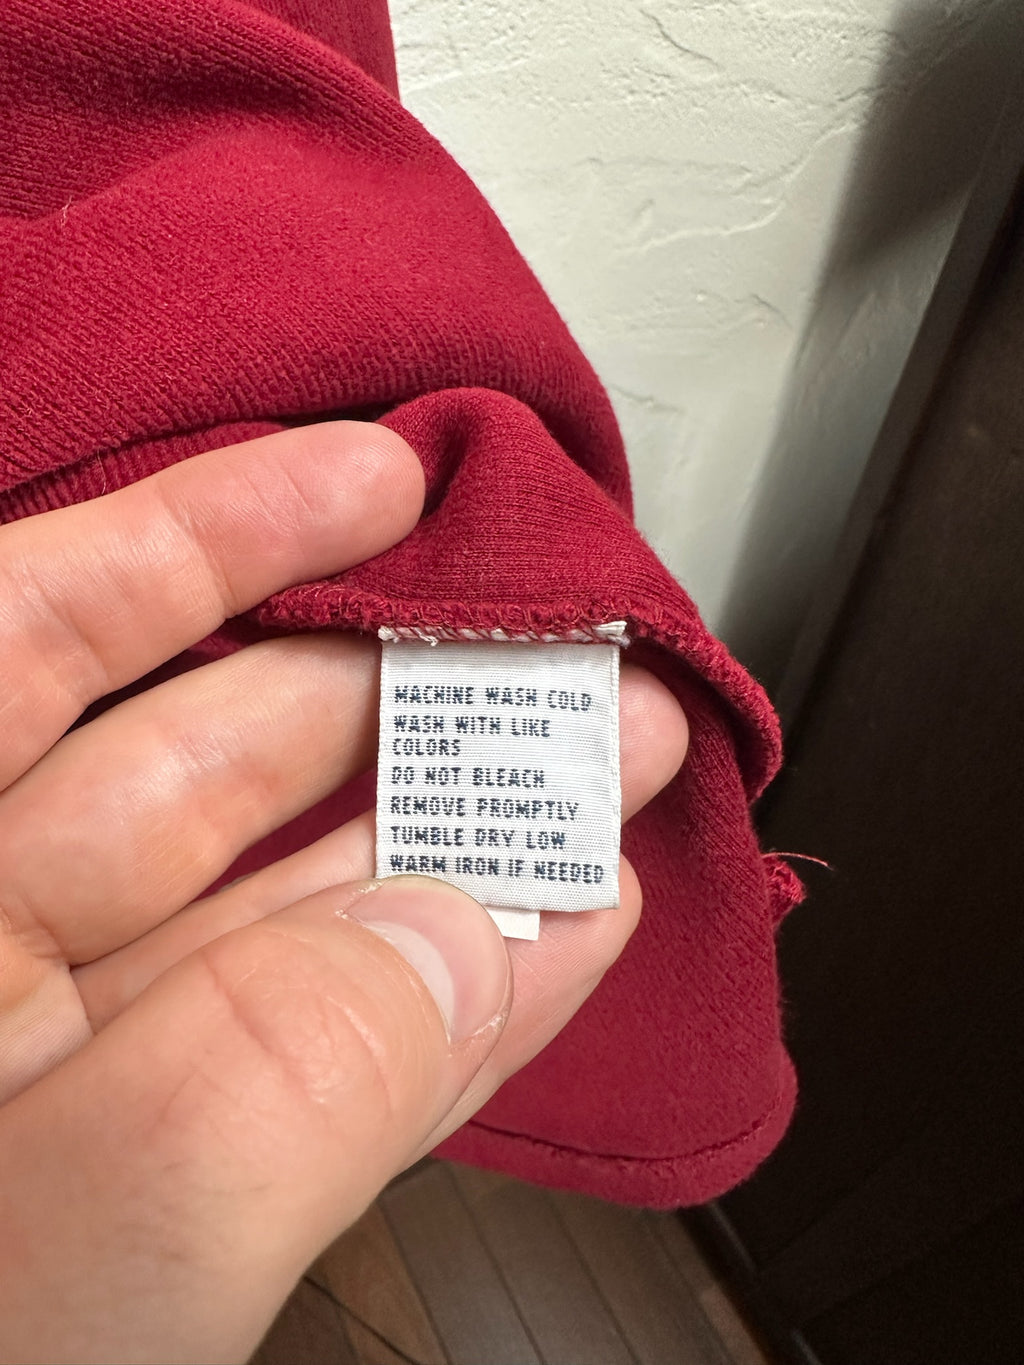 MACHINE WASH COLD
WASH WITH LIKE
COLORS
DO NOT BLEACH
REMOVE PROMPTLY
TUMBLE DRY LOW
WARM IRON IF NEEDED